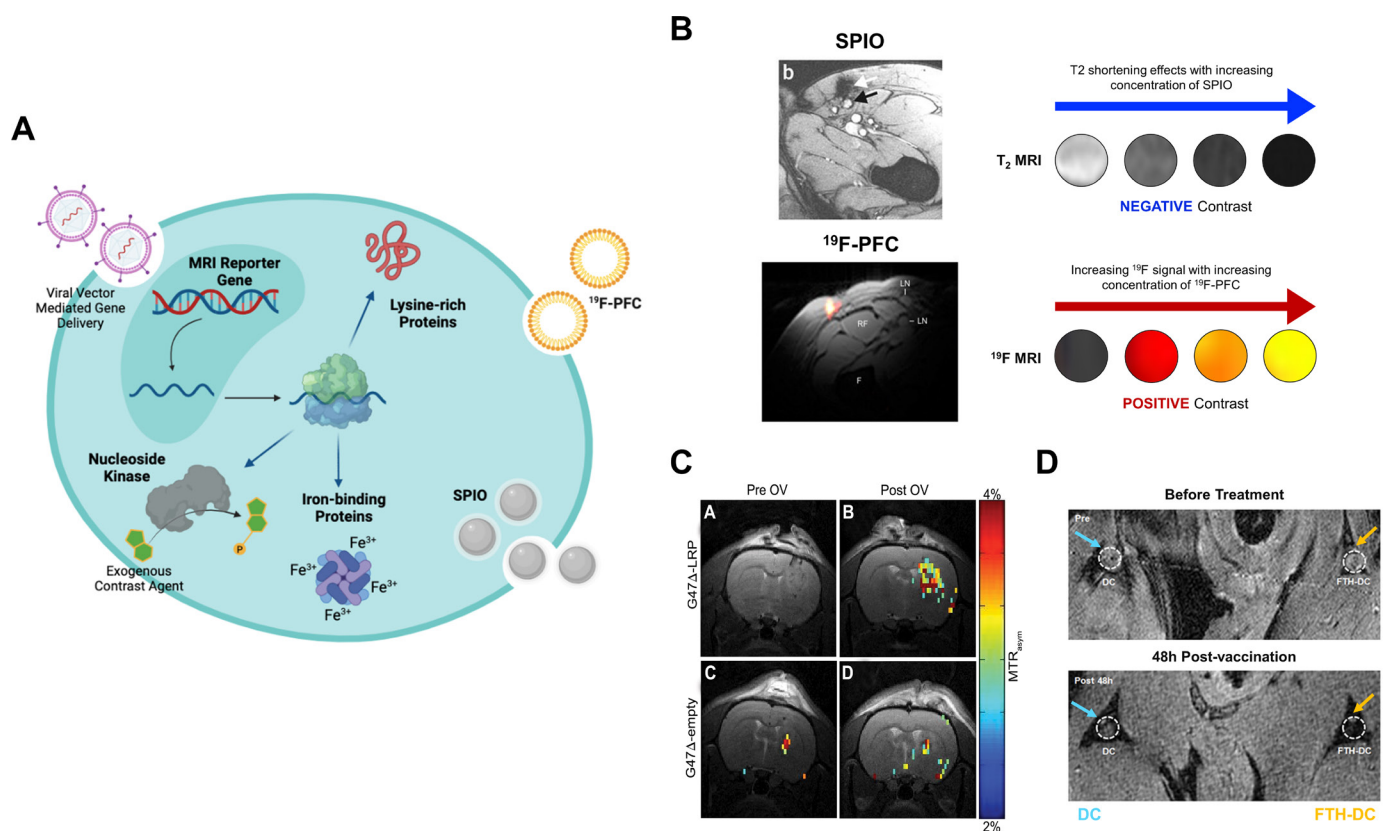 A
Viral Vector
Mediated Gene
Delivery
MRI Reporter
Gene
Lysine-rich
Proteins
¹⁹F-PFC
Nucleoside
Kinase
P
Exogenous
Contrast Agent
Iron-binding
Proteins
Fe³⁺
Fe³⁺
Fe³⁺
Fe³⁺
SPIO
B
SPIO
b
T2 shortening effects with increasing
concentration of SPIO
T₂ MRI
NEGATIVE Contrast
¹⁹F-PFC
LN
LN
RF
F
Increasing ¹⁹F signal with increasing
concentration of ¹⁹F-PFC
¹⁹F MRI
POSITIVE Contrast
C
Pre OV
Post OV
G47Δ-LRP
A
B
G47Δ-empty
C
D
4%
MTRasym
2%
D
Before Treatment
Pre
DC
FTH-DC
48h Post-vaccination
Post 48h
DC
FTH-DC
DC
FTH-DC